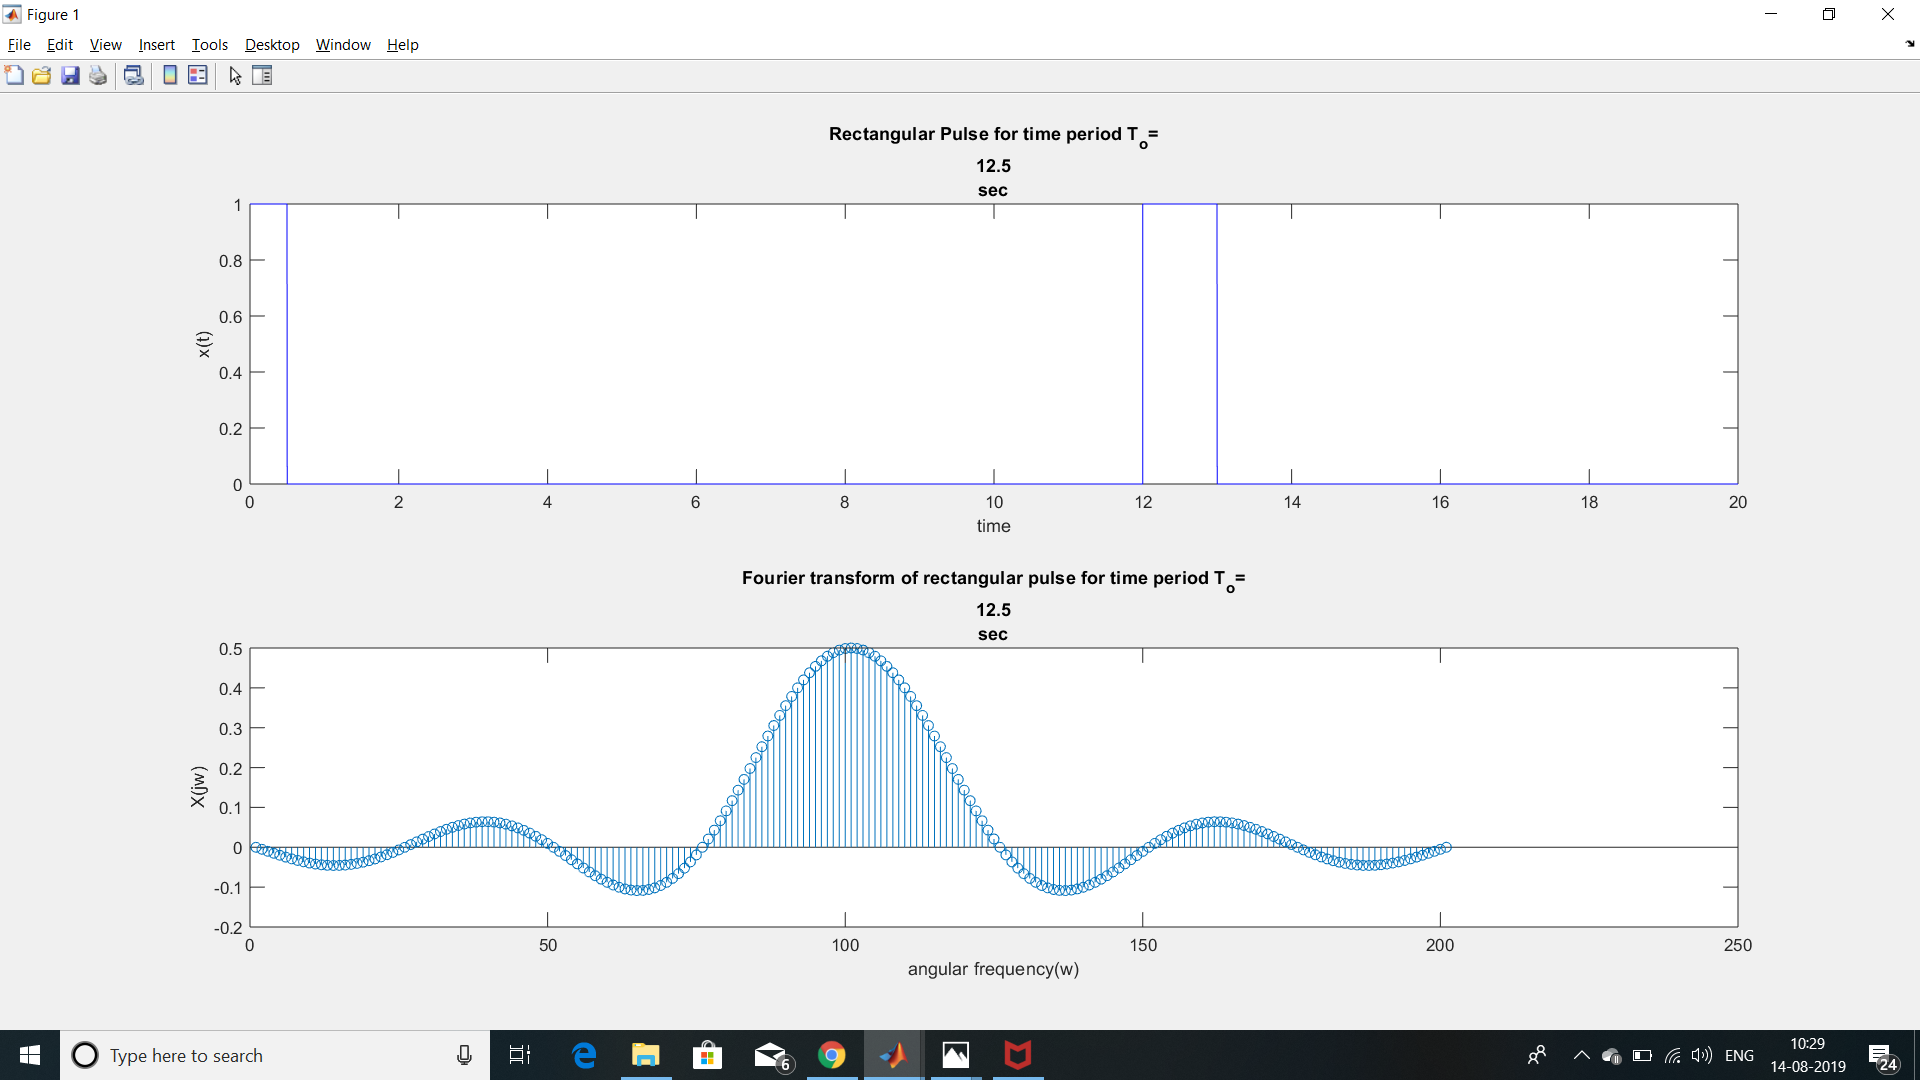 Figure 1
File Edit View Insert Tools Desktop Window Help
Rectangular Pulse for time period To=
12.5
sec
1
0.8
0.6
0.4
0.2
0
x(t)
0 2 4 6 8 10 12 14 16 18 20
time
Fourier transform of rectangular pulse for time period To=
12.5
sec
0.5
0.4
0.3
0.2
0.1
0
-0.1
-0.2
X(jw)
0 50 100 150 200 250
angular frequency(w)
Type here to search
6
ENG
10:29
14-08-2019
24